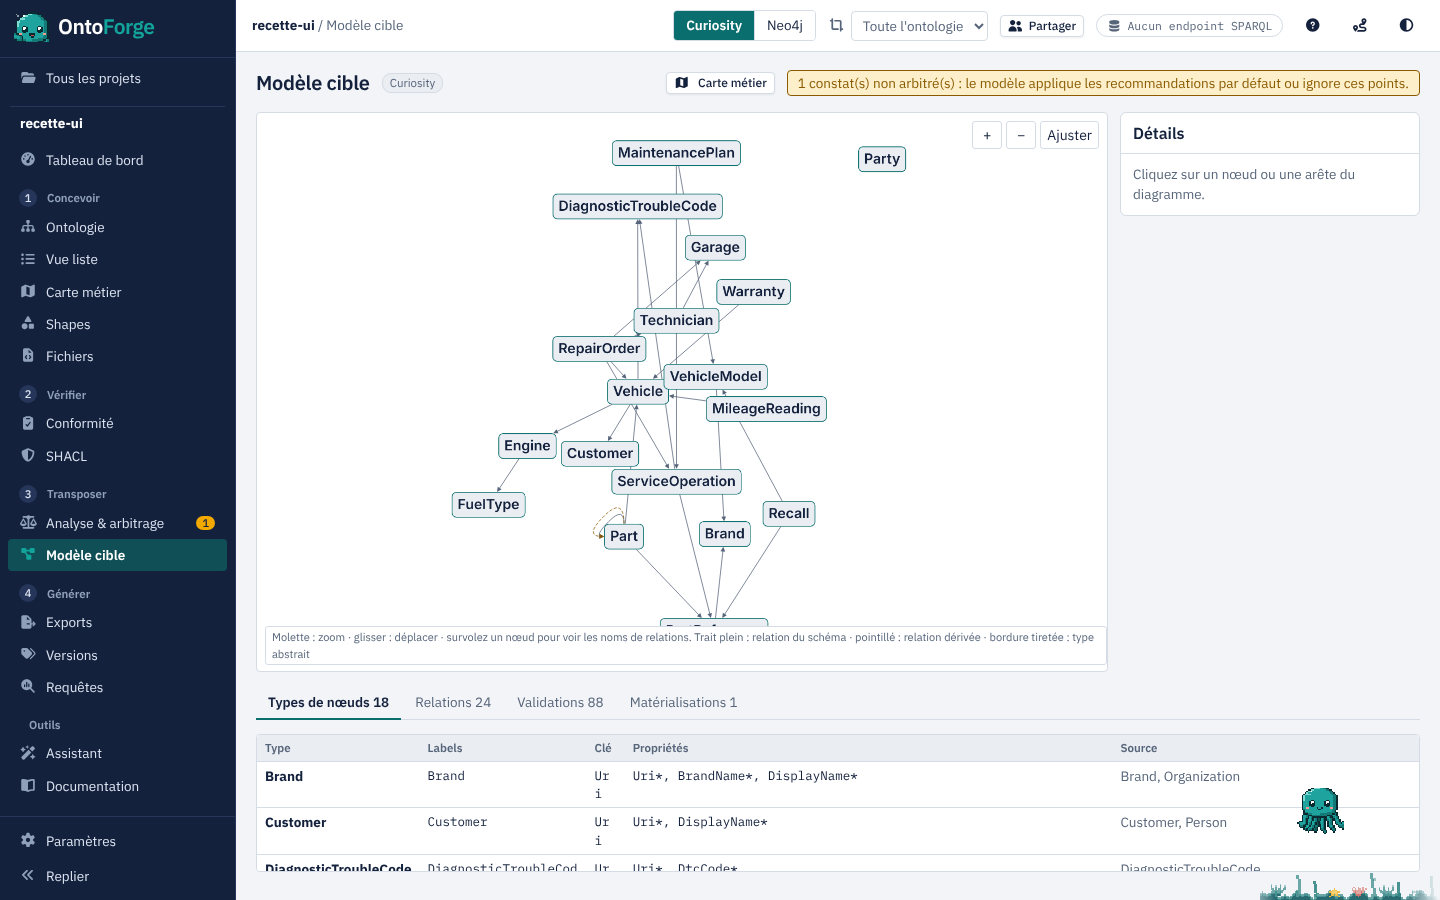 OntoForge
Tous les projets
recette-ui
Tableau de bord
1 Concevoir
Ontologie
Vue liste
Carte métier
Shapes
Fichiers
2 Vérifier
Conformité
SHACL
3 Transposer
Analyse & arbitrage 1
Modèle cible
4 Générer
Exports
Versions
Requêtes
Outils
Assistant
Documentation
Paramètres
Replier
recette-ui / Modèle cible
Curiosity Neo4j Toute l'ontologie Partager Aucun endpoint SPARQL
Modèle cible Curiosity Carte métier 1 constat(s) non arbitré(s) : le modèle applique les recommandations par défaut ou ignore ces points.
+ − Ajuster
MaintenancePlan
Party
DiagnosticTroubleCode
Garage
Warranty
Technician
RepairOrder
VehicleModel
Vehicle
MileageReading
Engine
Customer
ServiceOperation
FuelType
Recall
Part
Brand
Molette : zoom · glisser : déplacer · survolez un nœud pour voir les noms de relations. Trait plein : relation du schéma · pointillé : relation dérivée · bordure tiretée : type
abstrait
Détails
Cliquez sur un nœud ou une arête du
diagramme.
Types de nœuds 18 Relations 24 Validations 88 Matérialisations 1
Type Labels Clé Propriétés Source
Brand Brand Ur
i Uri*, BrandName*, DisplayName* Brand, Organization
Customer Customer Ur
i Uri*, DisplayName* Customer, Person
DiagnosticTroubleCode DiagnosticTroubleCod Ur Uri*, DtcCode* DiagnosticTroubleCode